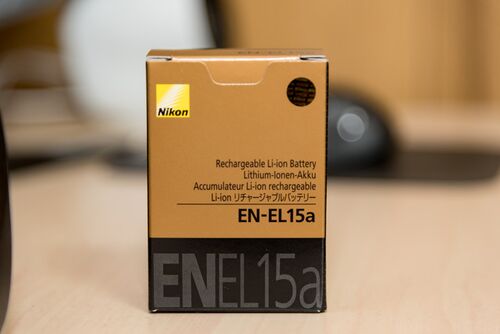 Nikon
Rechargeable Li-ion Battery
Lithium-Ionen-Akku
Accumulateur Li-ion rechargeable
Li-ion リチャージャブルバッテリー
EN-EL15a
ENEL15a